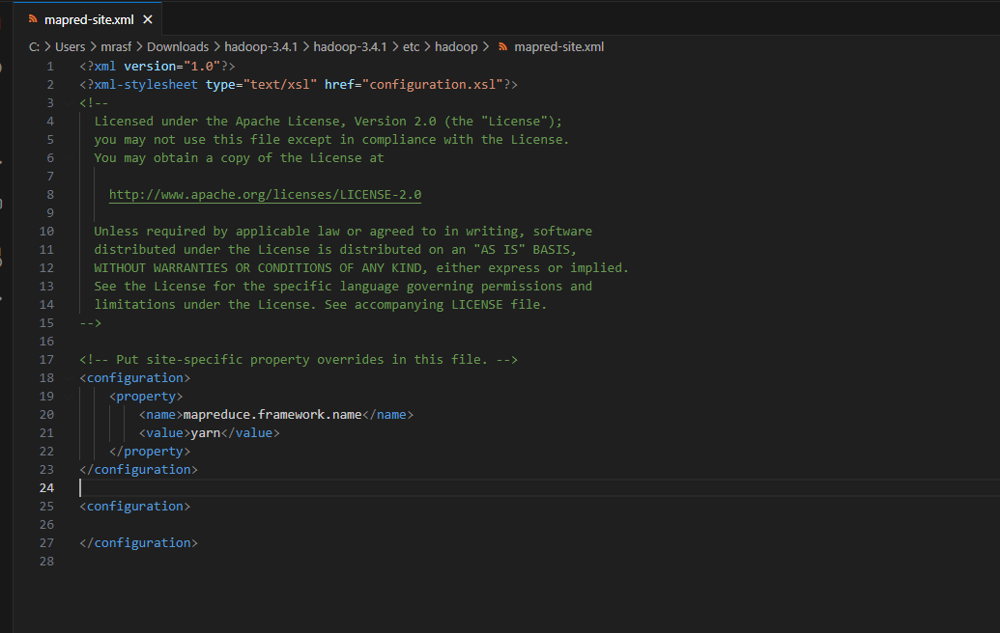 mapred-site.xml
C: > Users > mrasf > Downloads > hadoop-3.4.1 > hadoop-3.4.1 > etc > hadoop > mapred-site.xml
1 <?xml version="1.0"?>
2 <?xml-stylesheet type="text/xsl" href="configuration.xsl"?>
3 <!--
4 Licensed under the Apache License, Version 2.0 (the "License");
5 you may not use this file except in compliance with the License.
6 You may obtain a copy of the License at
7
8 http://www.apache.org/licenses/LICENSE-2.0
9
10 Unless required by applicable law or agreed to in writing, software
11 distributed under the License is distributed on an "AS IS" BASIS,
12 WITHOUT WARRANTIES OR CONDITIONS OF ANY KIND, either express or implied.
13 See the License for the specific language governing permissions and
14 limitations under the License. See accompanying LICENSE file.
15 -->
16
17 <!-- Put site-specific property overrides in this file. -->
18 <configuration>
19 <property>
20 <name>mapreduce.framework.name</name>
21 <value>yarn</value>
22 </property>
23 </configuration>
24
25 <configuration>
26
27 </configuration>
28